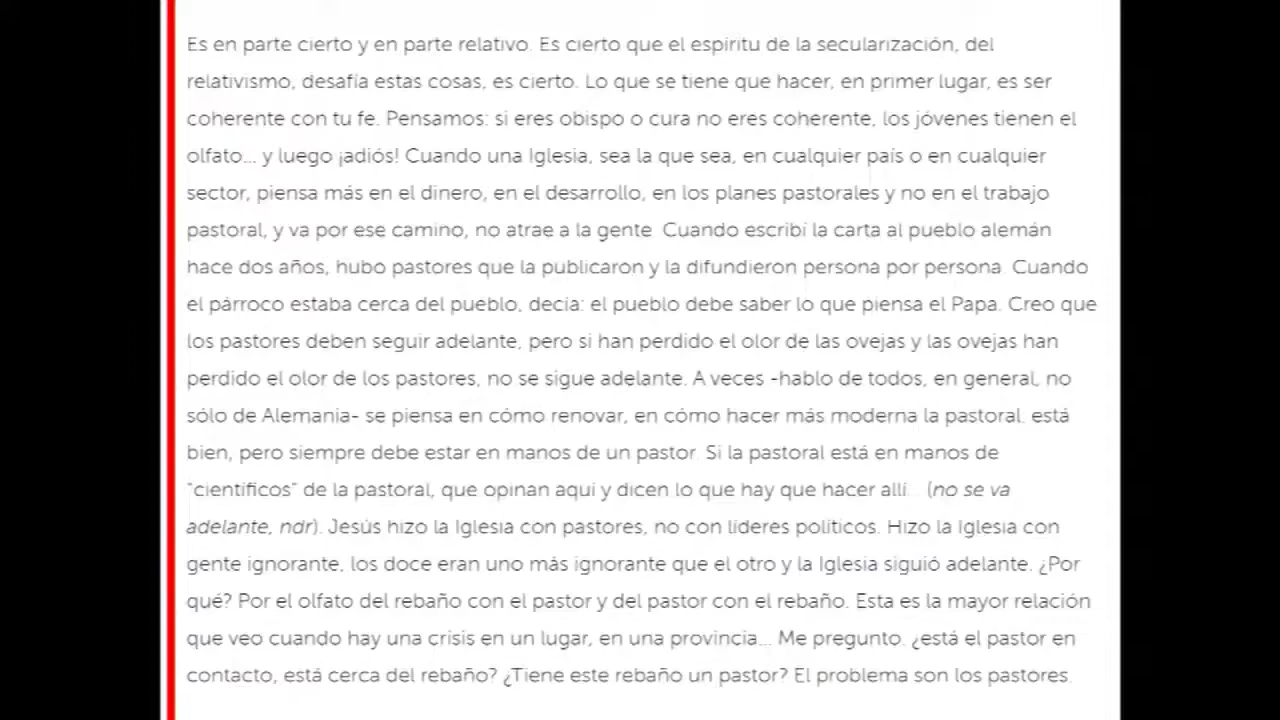 Es en parte cierto y en parte relativo. Es cierto que el espíritu de la secularización, del
relativismo, desafía estas cosas, es cierto. Lo que se tiene que hacer, en primer lugar, es ser
coherente con tu fe. Pensamos: si eres obispo o cura no eres coherente, los jóvenes tienen el
olfato... y luego ¡adiós! Cuando una Iglesia, sea la que sea, en cualquier país o en cualquier
sector, piensa más en el dinero, en el desarrollo, en los planes pastorales y no en el trabajo
pastoral, y va por ese camino, no atrae a la gente. Cuando escribí la carta al pueblo alemán
hace dos años, hubo pastores que la publicaron y la difundieron persona por persona. Cuando
el párroco estaba cerca del pueblo, decía: el pueblo debe saber lo que piensa el Papa. Creo que
los pastores deben seguir adelante, pero si han perdido el olor de las ovejas y las ovejas han
perdido el olor de los pastores, no se sigue adelante. A veces -hablo de todos, en general, no
sólo de Alemania- se piensa en cómo renovar, en cómo hacer más moderna la pastoral. está
bien, pero siempre debe estar en manos de un pastor. Si la pastoral está en manos de
"científicos" de la pastoral, que opinan aquí y dicen lo que hay que hacer allí... (no se va
adelante, ndr). Jesús hizo la Iglesia con pastores, no con líderes políticos. Hizo la Iglesia con
gente ignorante, los doce eran uno más ignorante que el otro y la Iglesia siguió adelante. ¿Por
qué? Por el olfato del rebaño con el pastor y del pastor con el rebaño. Esta es la mayor relación
que veo cuando hay una crisis en un lugar, en una provincia... Me pregunto. ¿está el pastor en
contacto, está cerca del rebaño? ¿Tiene este rebaño un pastor? El problema son los pastores.